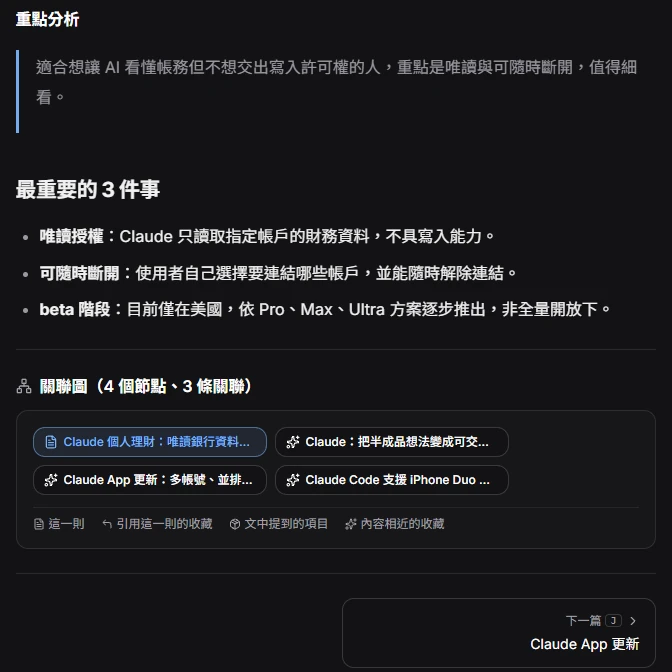 重點分析
適合想讓 AI 看懂帳務但不想交出寫入許可權的人，重點是唯讀與可隨時斷開，值得細
看。
最重要的 3 件事
唯讀授權：Claude 只讀取指定帳戶的財務資料，不具寫入能力。
可隨時斷開：使用者自己選擇要連結哪些帳戶，並能隨時解除連結。
beta 階段：目前僅在美國，依 Pro、Max、Ultra 方案逐步推出，非全量開放下。
關聯圖（4 個節點、3 條關聯）
Claude 個人理財：唯讀銀行資料...
Claude：把半成品想法變成可交...
Claude App 更新：多帳號、並排...
Claude Code 支援 iPhone Duo ...
這一則
引用這一則的收藏
文中提到的項目
內容相近的收藏
下一篇 J
Claude App 更新